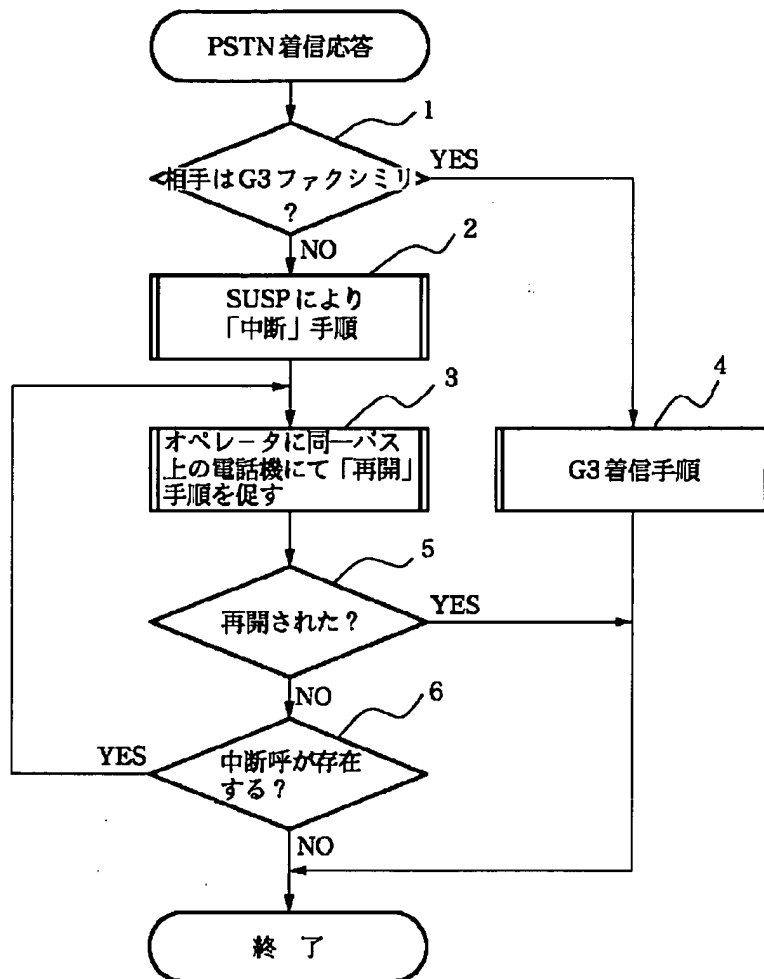 PSTN着信応答
1
相手はG3ファクシミリ
?
YES
NO
2
SUSPにより
「中断」手順
3
オペレータに同一バス
上の電話機にて「再開」
手順を促す
4
G3着信手順
5
再開された?
YES
NO
6
中断呼が存在
する?
YES
NO
終 了